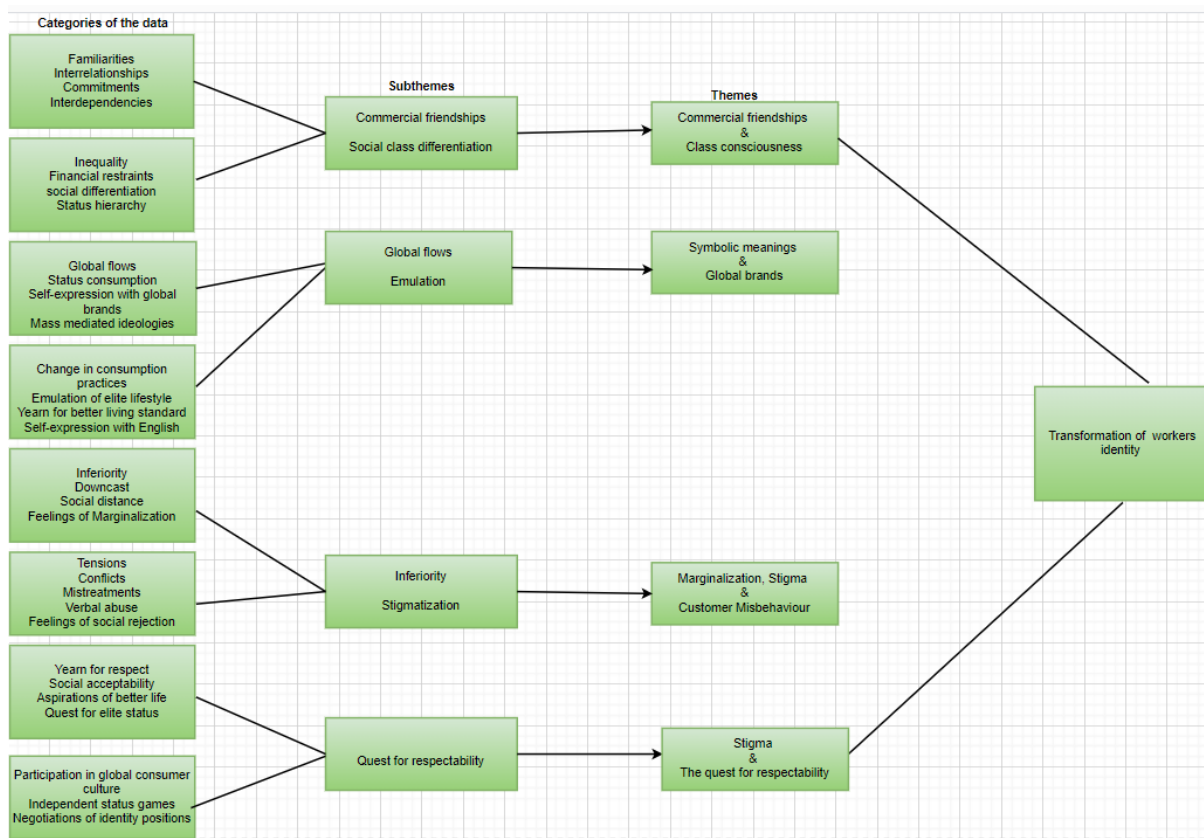 Categories of the data
Familiarities
Interrelationships
Commitments
Interdependencies
Inequality
Financial restraints
social differentiation
Status hierarchy
Global flows
Status consumption
Self-expression with global
brands
Mass mediated ideologies
Change in consumption
practices
Emulation of elite lifestyle
Yearn for better living standard
Self-expression with English
Inferiority
Downcast
Social distance
Feelings of Marginalization
Tensions
Conflicts
Mistreatments
Verbal abuse
Feelings of social rejection
Yearn for respect
Social acceptability
Aspirations of better life
Quest for elite status
Participation in global consumer
culture
Independent status games
Negotiations of identity positions
Subthemes
Commercial friendships
Social class differentiation
Global flows
Emulation
Inferiority
Stigmatization
Quest for respectability
Themes
Commercial friendships
&
Class consciousness
Symbolic meanings
&
Global brands
Marginalization, Stigma
&
Customer Misbehaviour
Stigma
&
The quest for respectability
Transformation of workers
identity